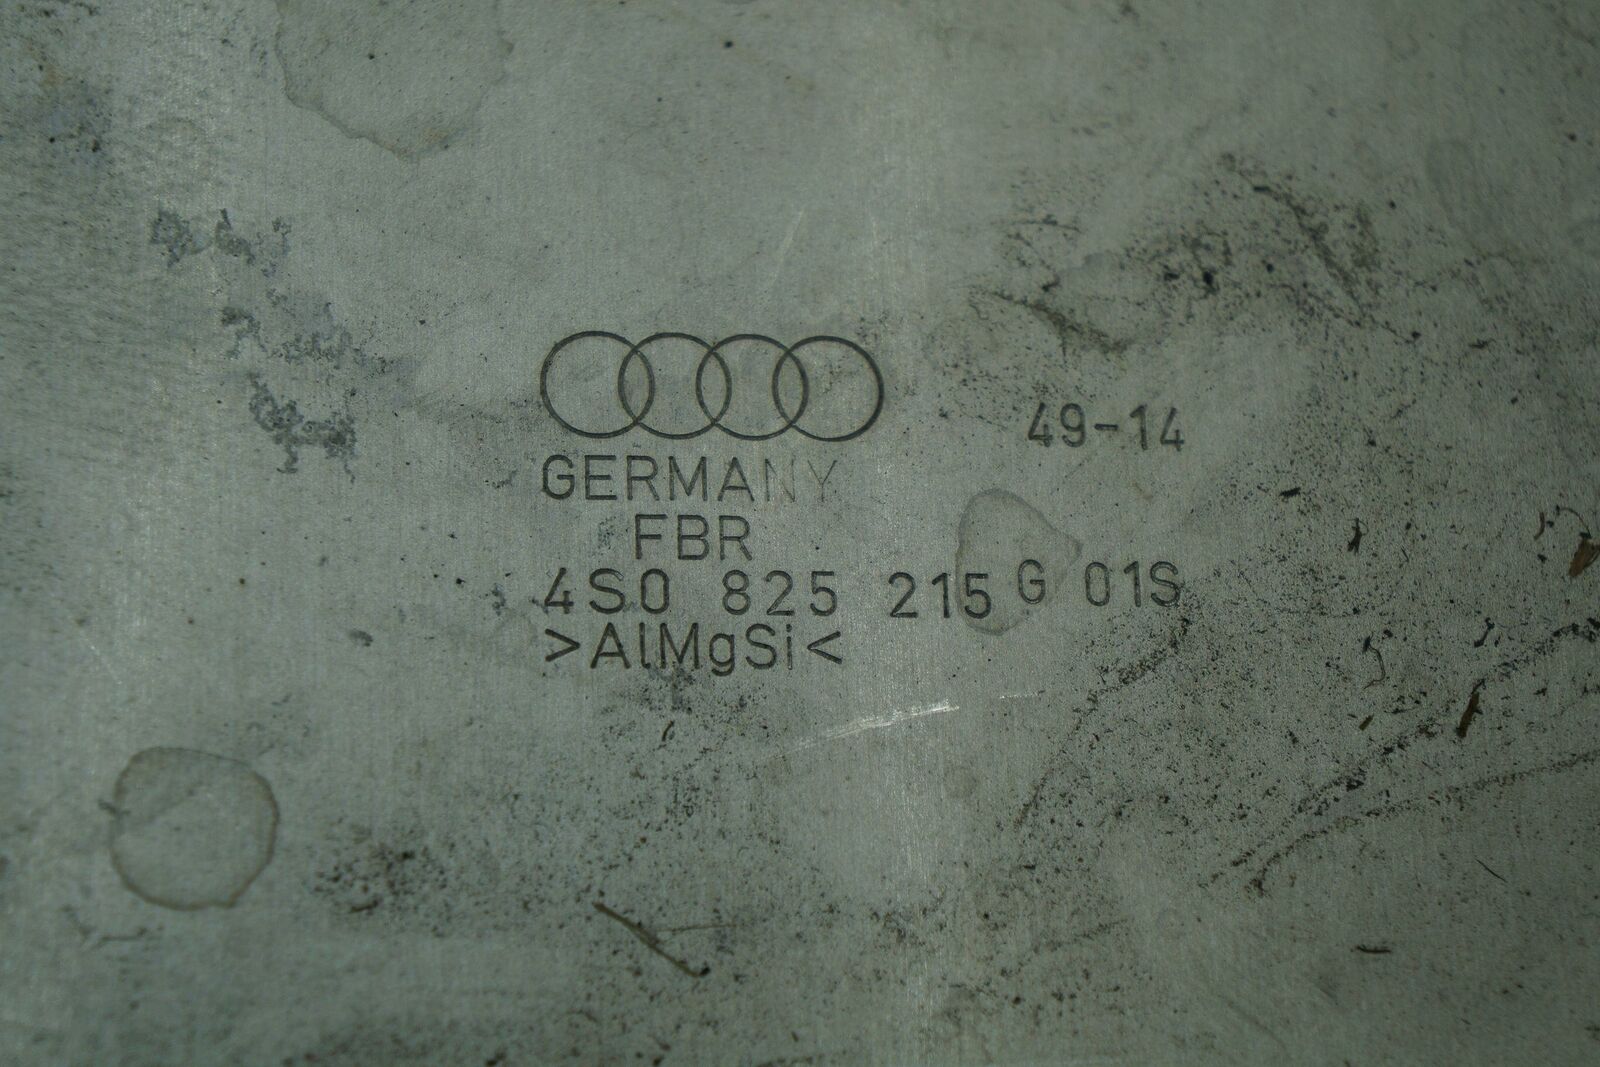 49-14
GERMANY
FBR
4S0 825 215 G 01S
>AlMgSi<